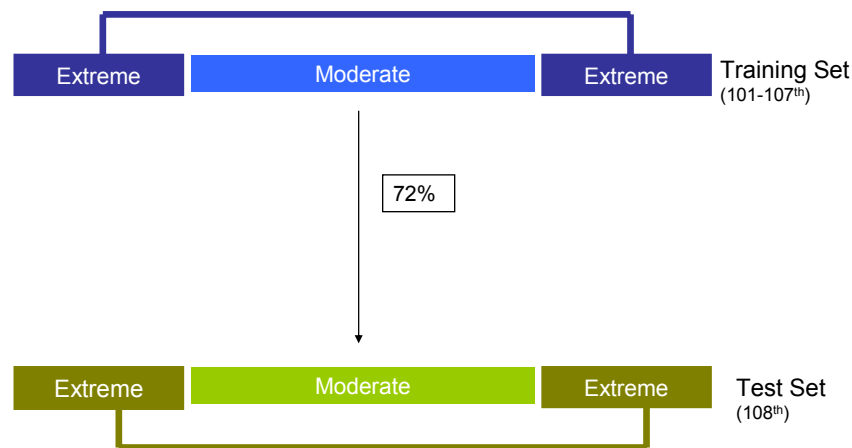 Extreme
Moderate
Extreme
Training Set
(101-107th)
72%
Extreme
Moderate
Extreme
Test Set
(108th)